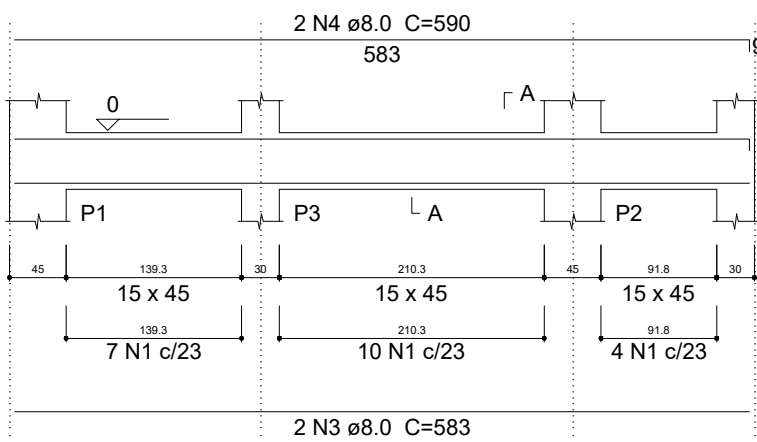 2 N4 ø8.0 C=590
583
9
A
0
P1 P3 A P2
45 139.3 30 210.3 45 91.8 30
15 x 45 15 x 45 15 x 45
139.3 210.3 91.8
7 N1 c/23 10 N1 c/23 4 N1 c/23
2 N3 ø8.0 C=583